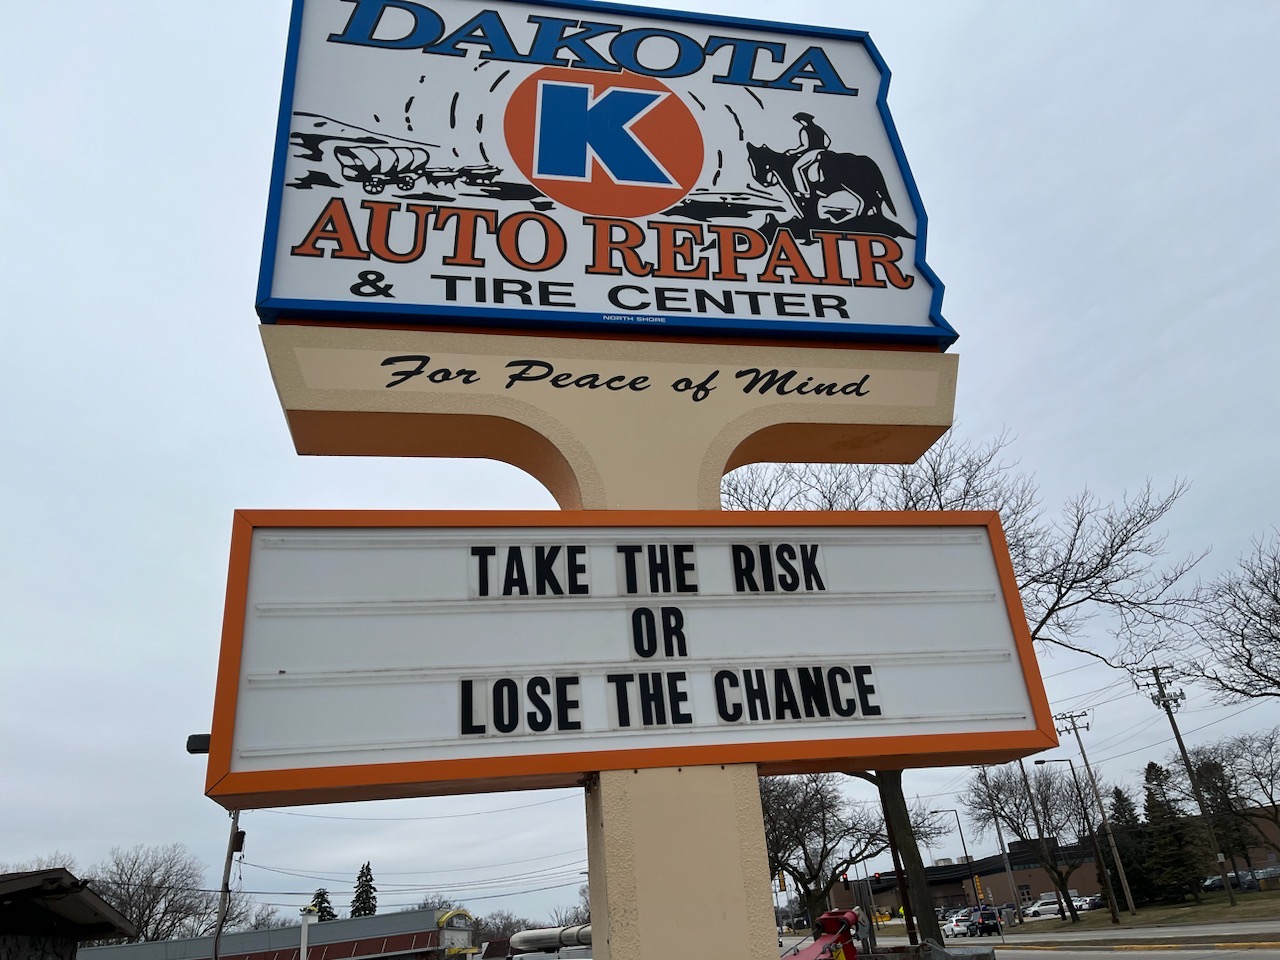 DAKOTA
K
AUTO REPAIR
& TIRE CENTER
NORTH SHORE
For Peace of Mind
TAKE THE RISK
OR
LOSE THE CHANCE